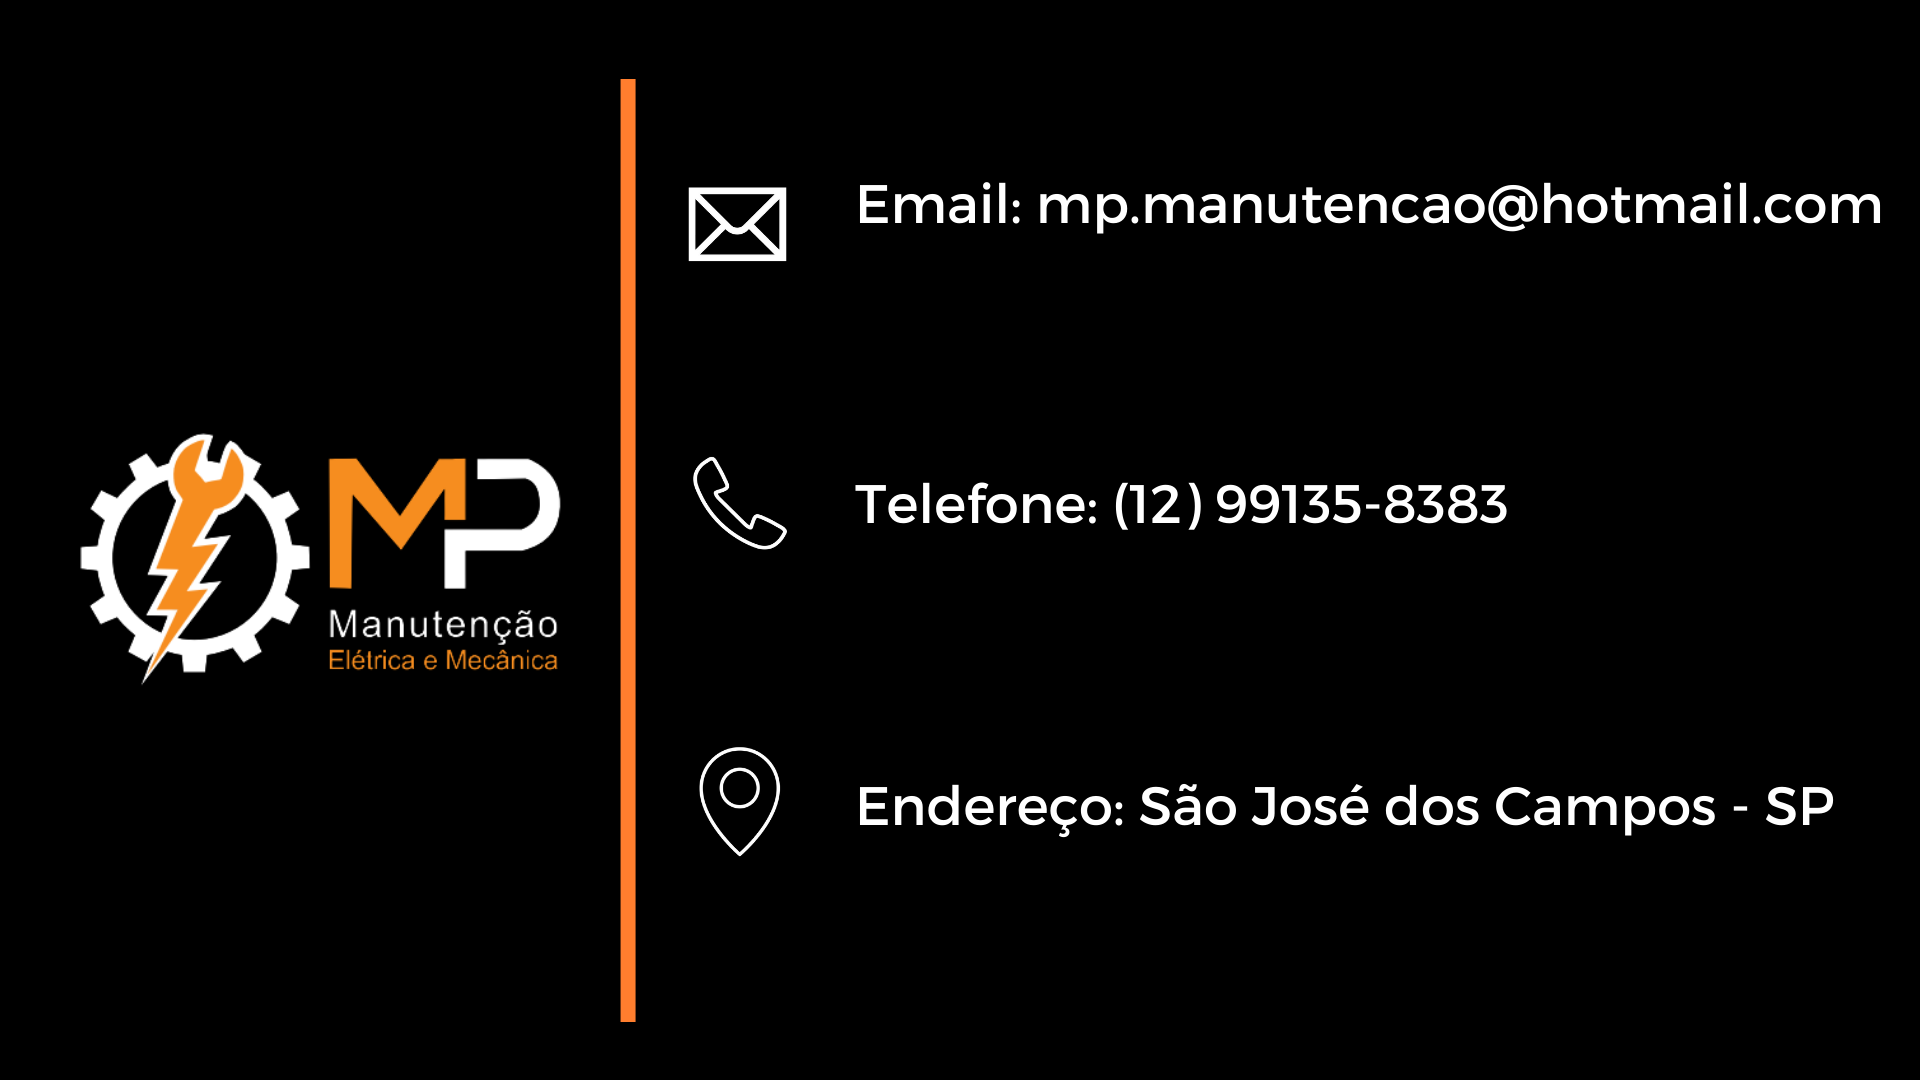 MP
Manutenção
Elétrica e Mecânica
Email: mp.manutencao@hotmail.com
Telefone: (12) 99135-8383
Endereço: São José dos Campos - SP